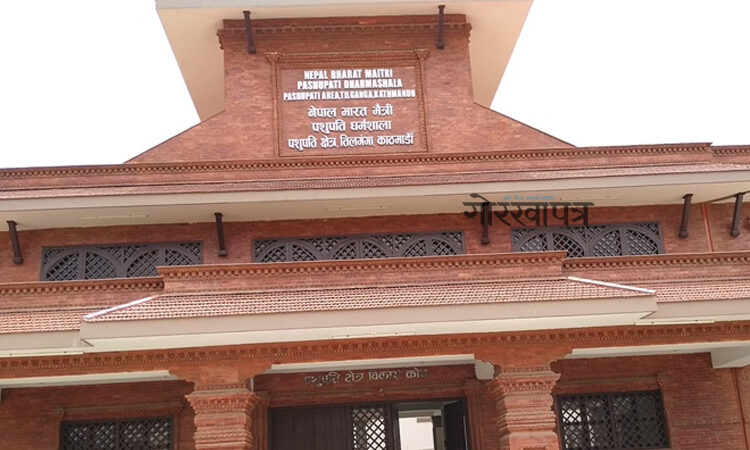 NEPAL BHARAT MAITRI
PASHUPATI DHARMASHALA
PASHUPATI AREA, TILGANGA, KATHMANDU
नेपाल भारत मैत्री
पशुपति धर्मशाला
पशुपति क्षेत्र, तिलगंगा, काठमाडौं
गोरखापत्र
पशुपति क्षेत्र विकास कोष